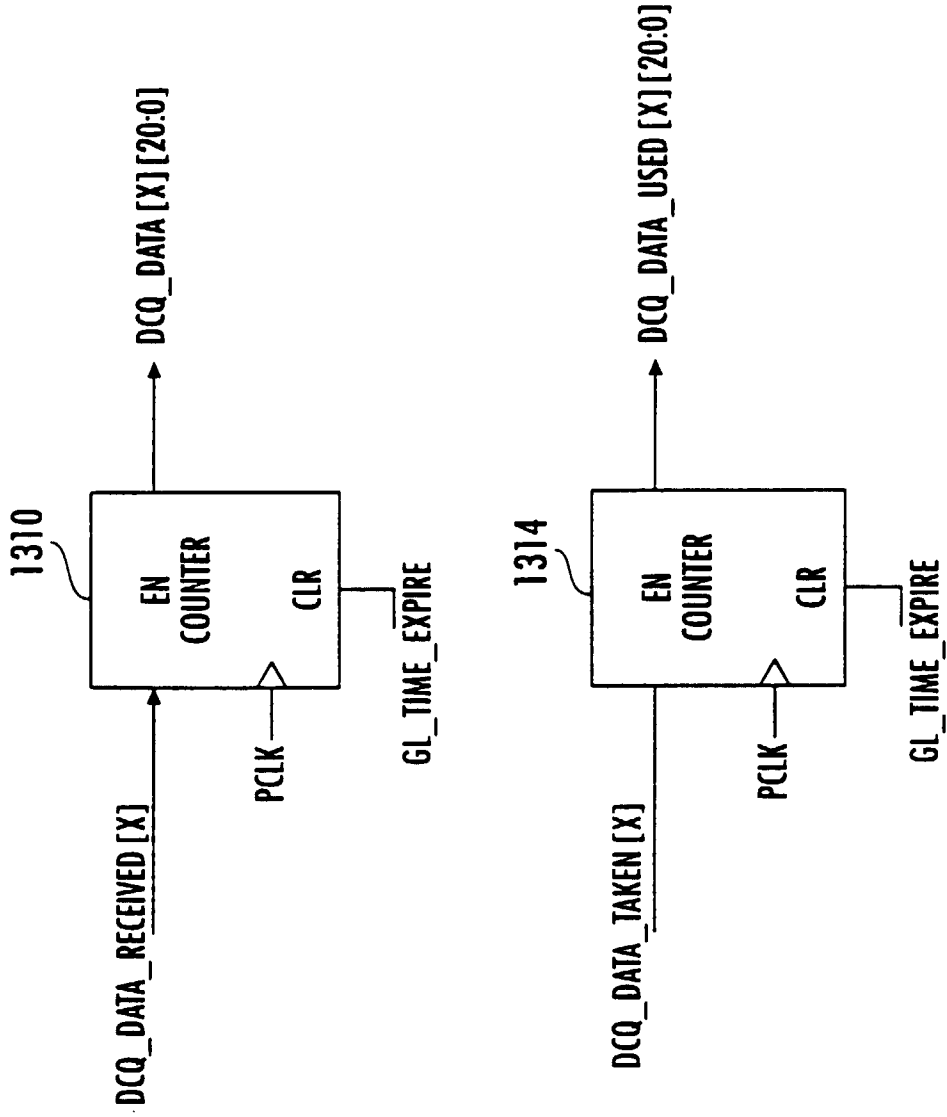 1310
DCQ_DATA_RECEIVED [X]
EN
COUNTER
CLR
PCLK
GL_TIME_EXPIRE
DCQ_DATA [X] [20:0]
1314
DCQ_DATA_TAKEN [X]
EN
COUNTER
CLR
PCLK
GL_TIME_EXPIRE
DCQ_DATA_USED [X] [20:0]